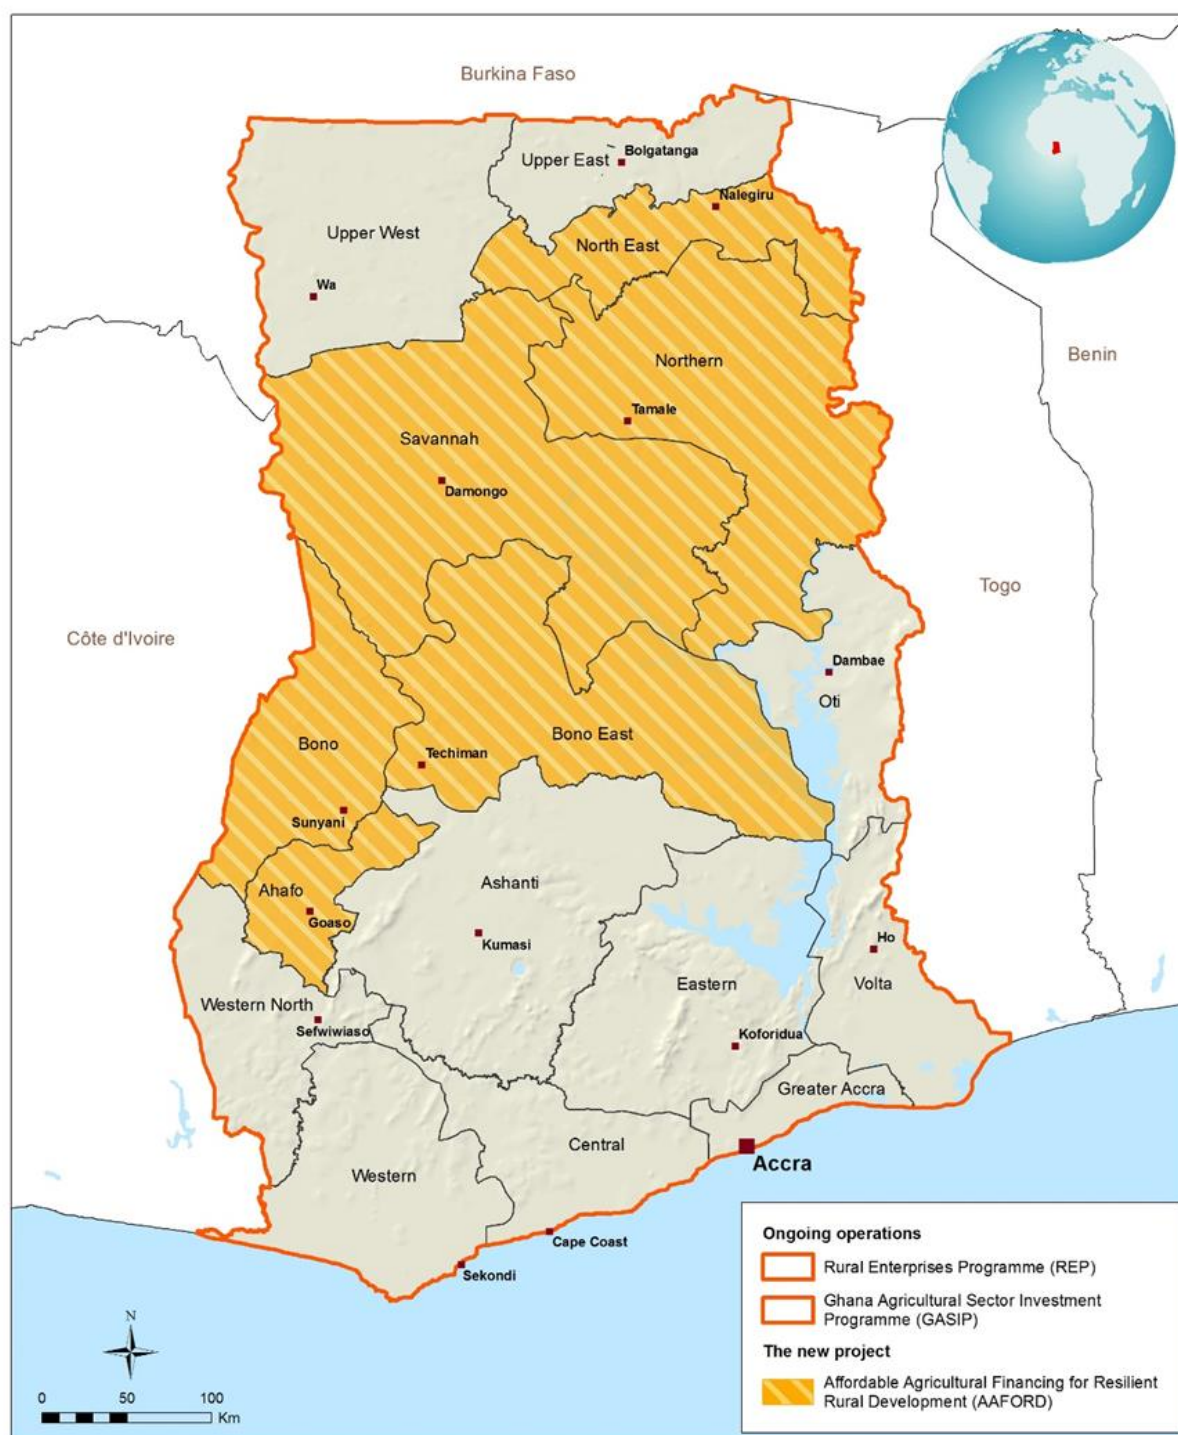 Burkina Faso
Bolgatanga
Upper East
Nalegiru
Upper West
North East
Wa
Benin
Northern
Tamale
Savannah
Damongo
Togo
Côte d'Ivoire
Dambae
Oti
Bono
Bono East
Techiman
Sunyani
Ashanti
Ahafo
Goaso
Kumasi
Ho
Eastern
Volta
Western North
Sefwiwiaso
Koforidua
Greater Accra
Central
Accra
Western
Cape Coast
Sekondi
Ongoing operations
Rural Enterprises Programme (REP)
Ghana Agricultural Sector Investment
Programme (GASIP)
The new project
Affordable Agricultural Financing for Resilient
Rural Development (AAFORD)
N
0 50 100
Km